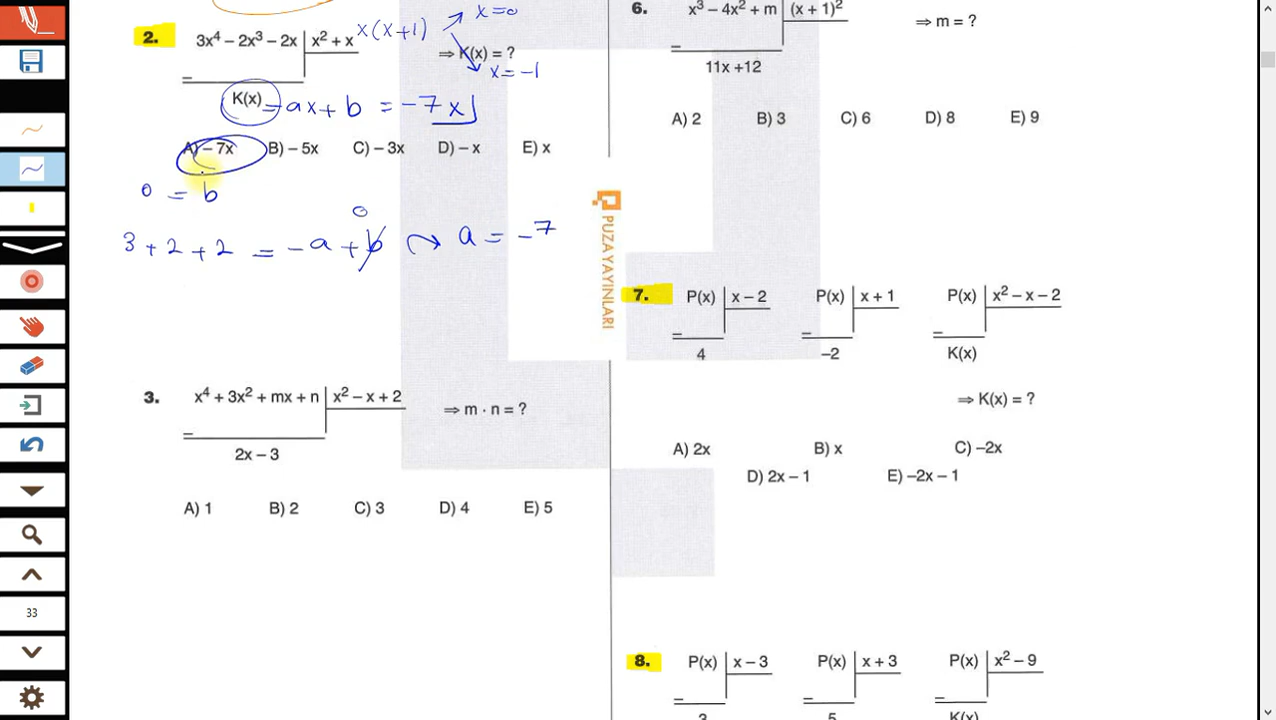 2.
3x⁴ – 2x³ – 2x | x² + x
x(x+1)
x=0
x=–1
⇒ K(x) = ?
K(x) = ax + b = –7x
A) – 7x B) – 5x C) – 3x D) – x E) x
0 = b
0
3 + 2 + 2 = – a + b ⤳ a = –7
3. x⁴ + 3x² + mx + n | x² – x + 2 ⇒ m · n = ?
2x – 3
A) 1 B) 2 C) 3 D) 4 E) 5
PUZA YAYINLARI
6. x³ – 4x² + m | (x + 1)² ⇒ m = ?
11x +12
A) 2 B) 3 C) 6 D) 8 E) 9
7. P(x) | x – 2 P(x) | x + 1 P(x) | x² – x – 2
4 –2 K(x)
⇒ K(x) = ?
A) 2x B) x C) –2x
D) 2x – 1 E) –2x – 1
8. P(x) | x – 3 P(x) | x + 3 P(x) | x² – 9
3 5 K(x)
33